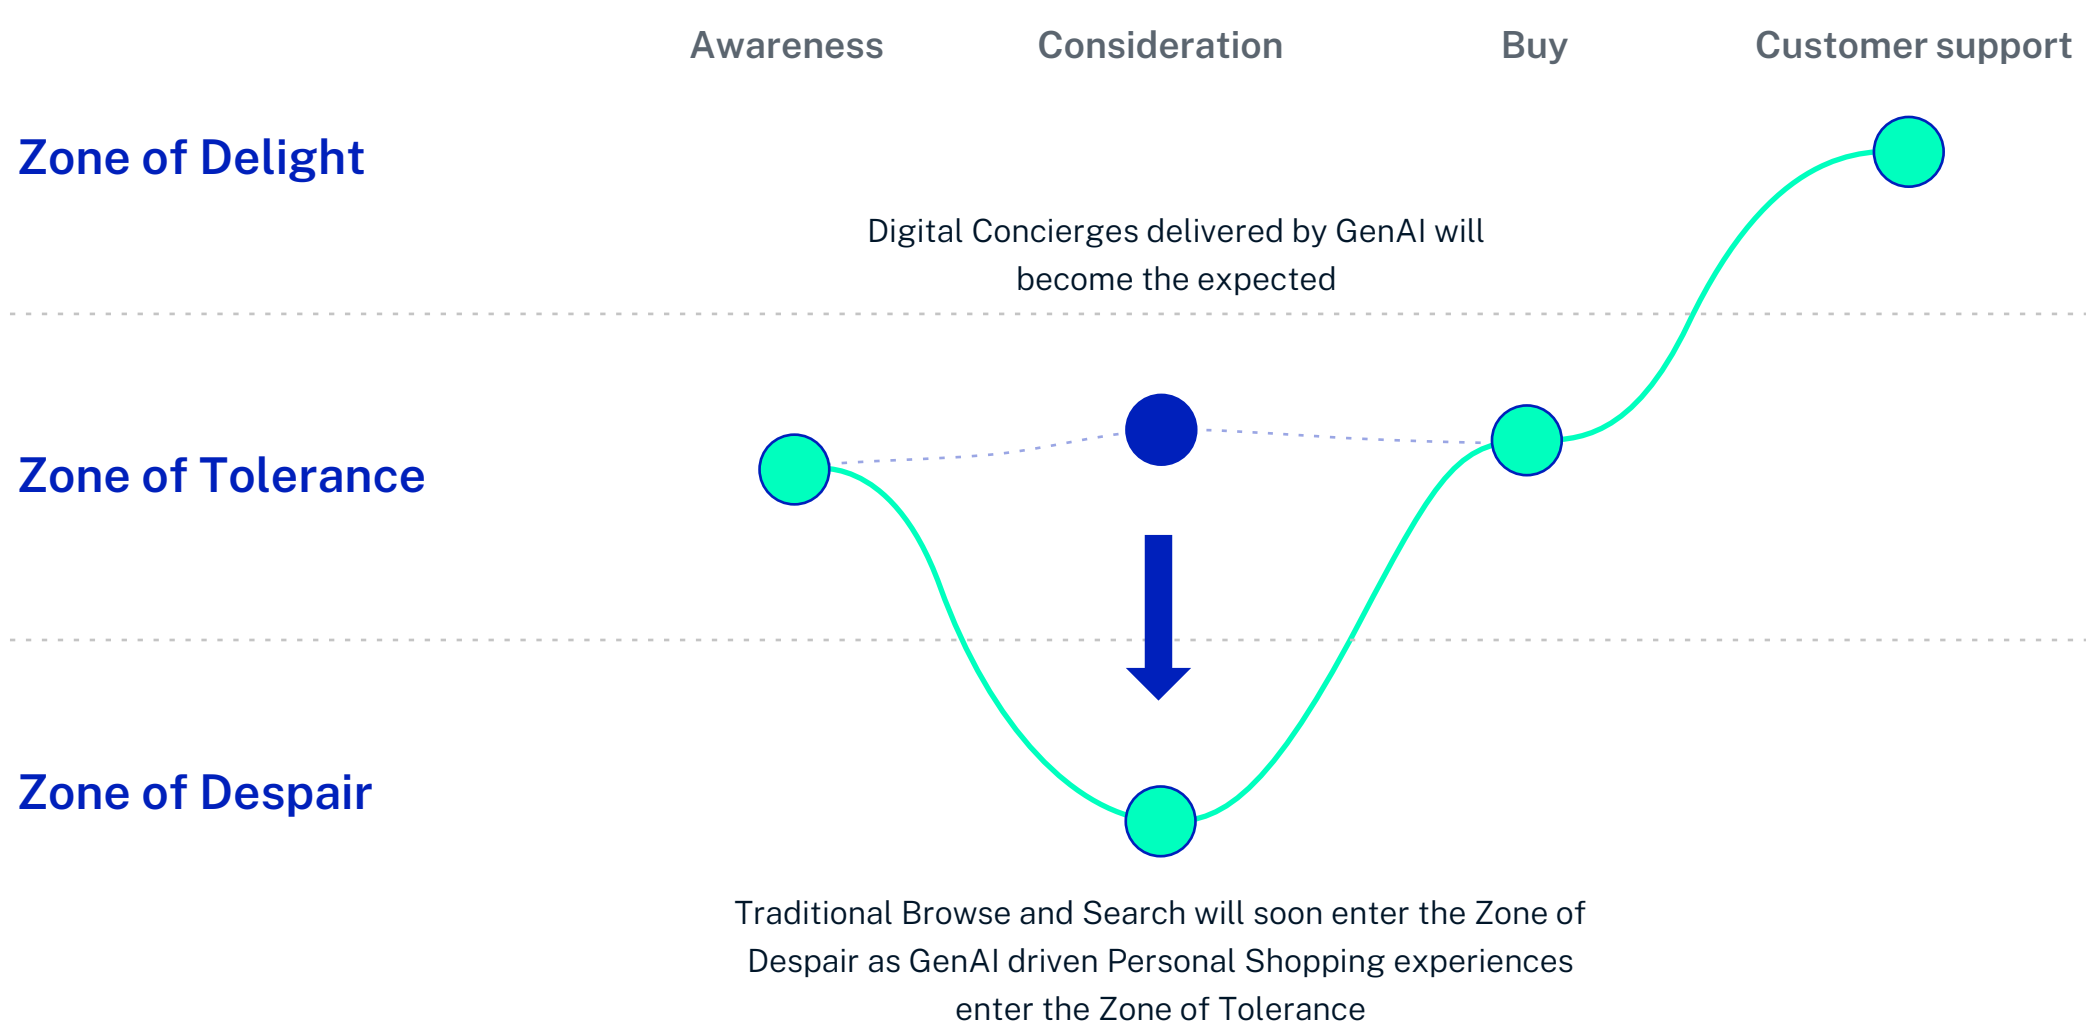 Awareness
Consideration
Buy
Customer support
Zone of Delight
Digital Concierges delivered by GenAI will
become the expected
Zone of Tolerance
Zone of Despair
Traditional Browse and Search will soon enter the Zone of
Despair as GenAI driven Personal Shopping experiences
enter the Zone of Tolerance